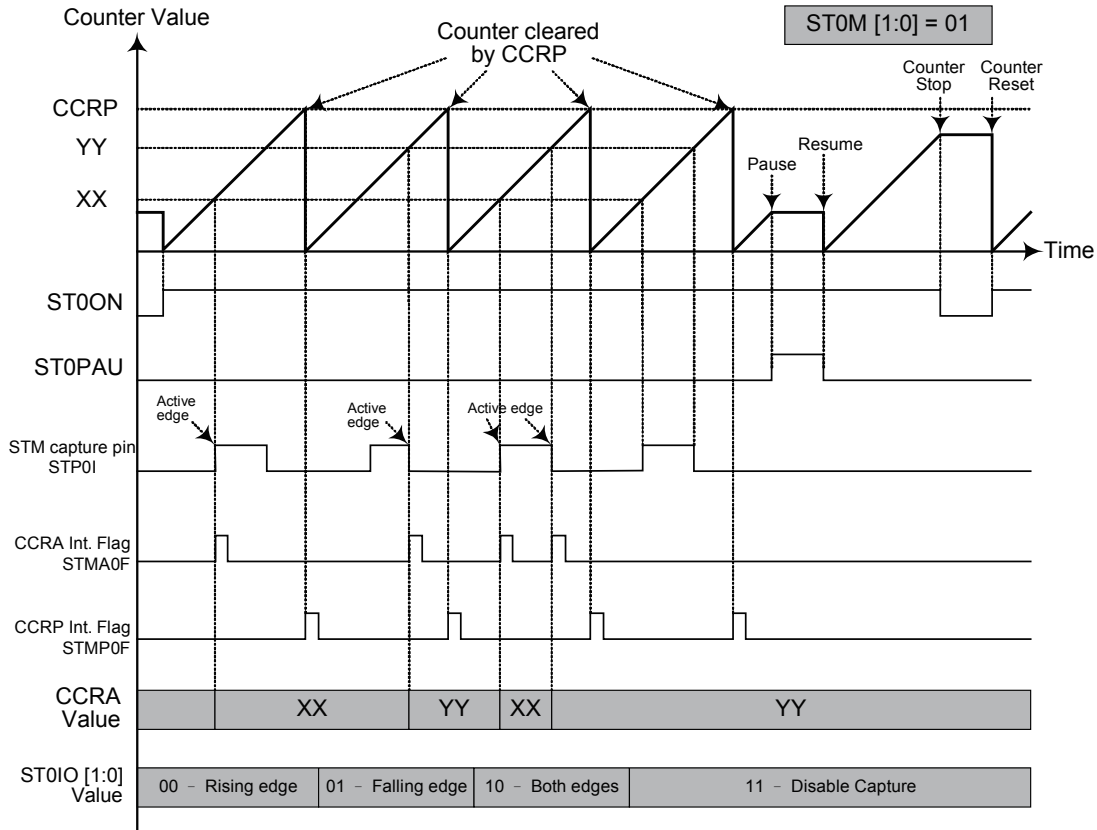 Counter Value
ST0M [1:0] = 01
Counter cleared
by CCRP
Counter
Stop
Counter
Reset
CCRP
YY
XX
Pause
Resume
Time
ST0ON
ST0PAU
Active
edge
Active
edge
Active edge
STM capture pin
STP0I
CCRA Int. Flag
STMA0F
CCRP Int. Flag
STMP0F
CCRA
Value
XX
YY
XX
YY
ST0IO [1:0]
Value
00 – Rising edge
01 – Falling edge
10 – Both edges
11 – Disable Capture